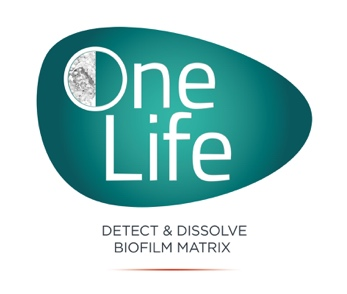 One
Life
DETECT & DISSOLVE
BIOFILM MATRIX